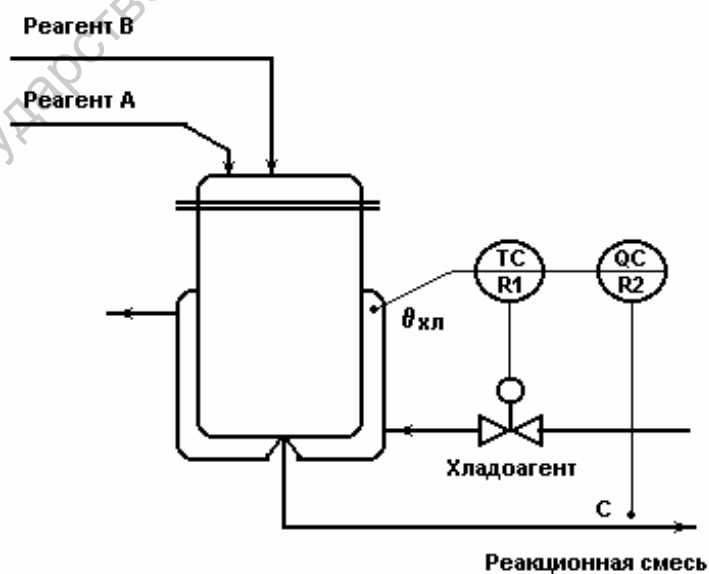 Реагент В
Реагент А
TC
R1
QC
R2
θхл
Хладоагент
C
Реакционная смесь